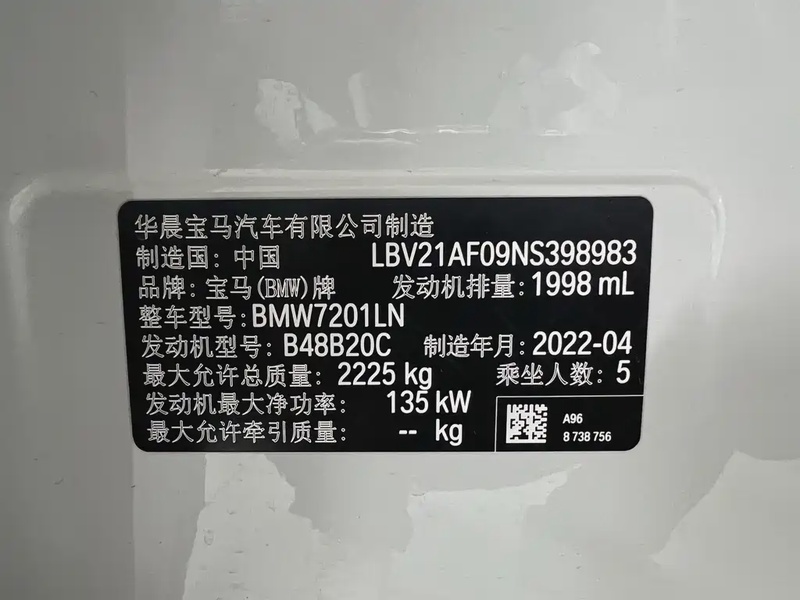 华晨宝马汽车有限公司制造
制造国: 中国 LBV21AF09NS398983
品牌: 宝马(BMW)牌 发动机排量: 1998 mL
整车型号: BMW7201LN
发动机型号: B48B20C 制造年月: 2022-04
最大允许总质量: 2225 kg 乘坐人数: 5
发动机最大净功率: 135 kW
最大允许牵引质量: -- kg
A96
8 738 756